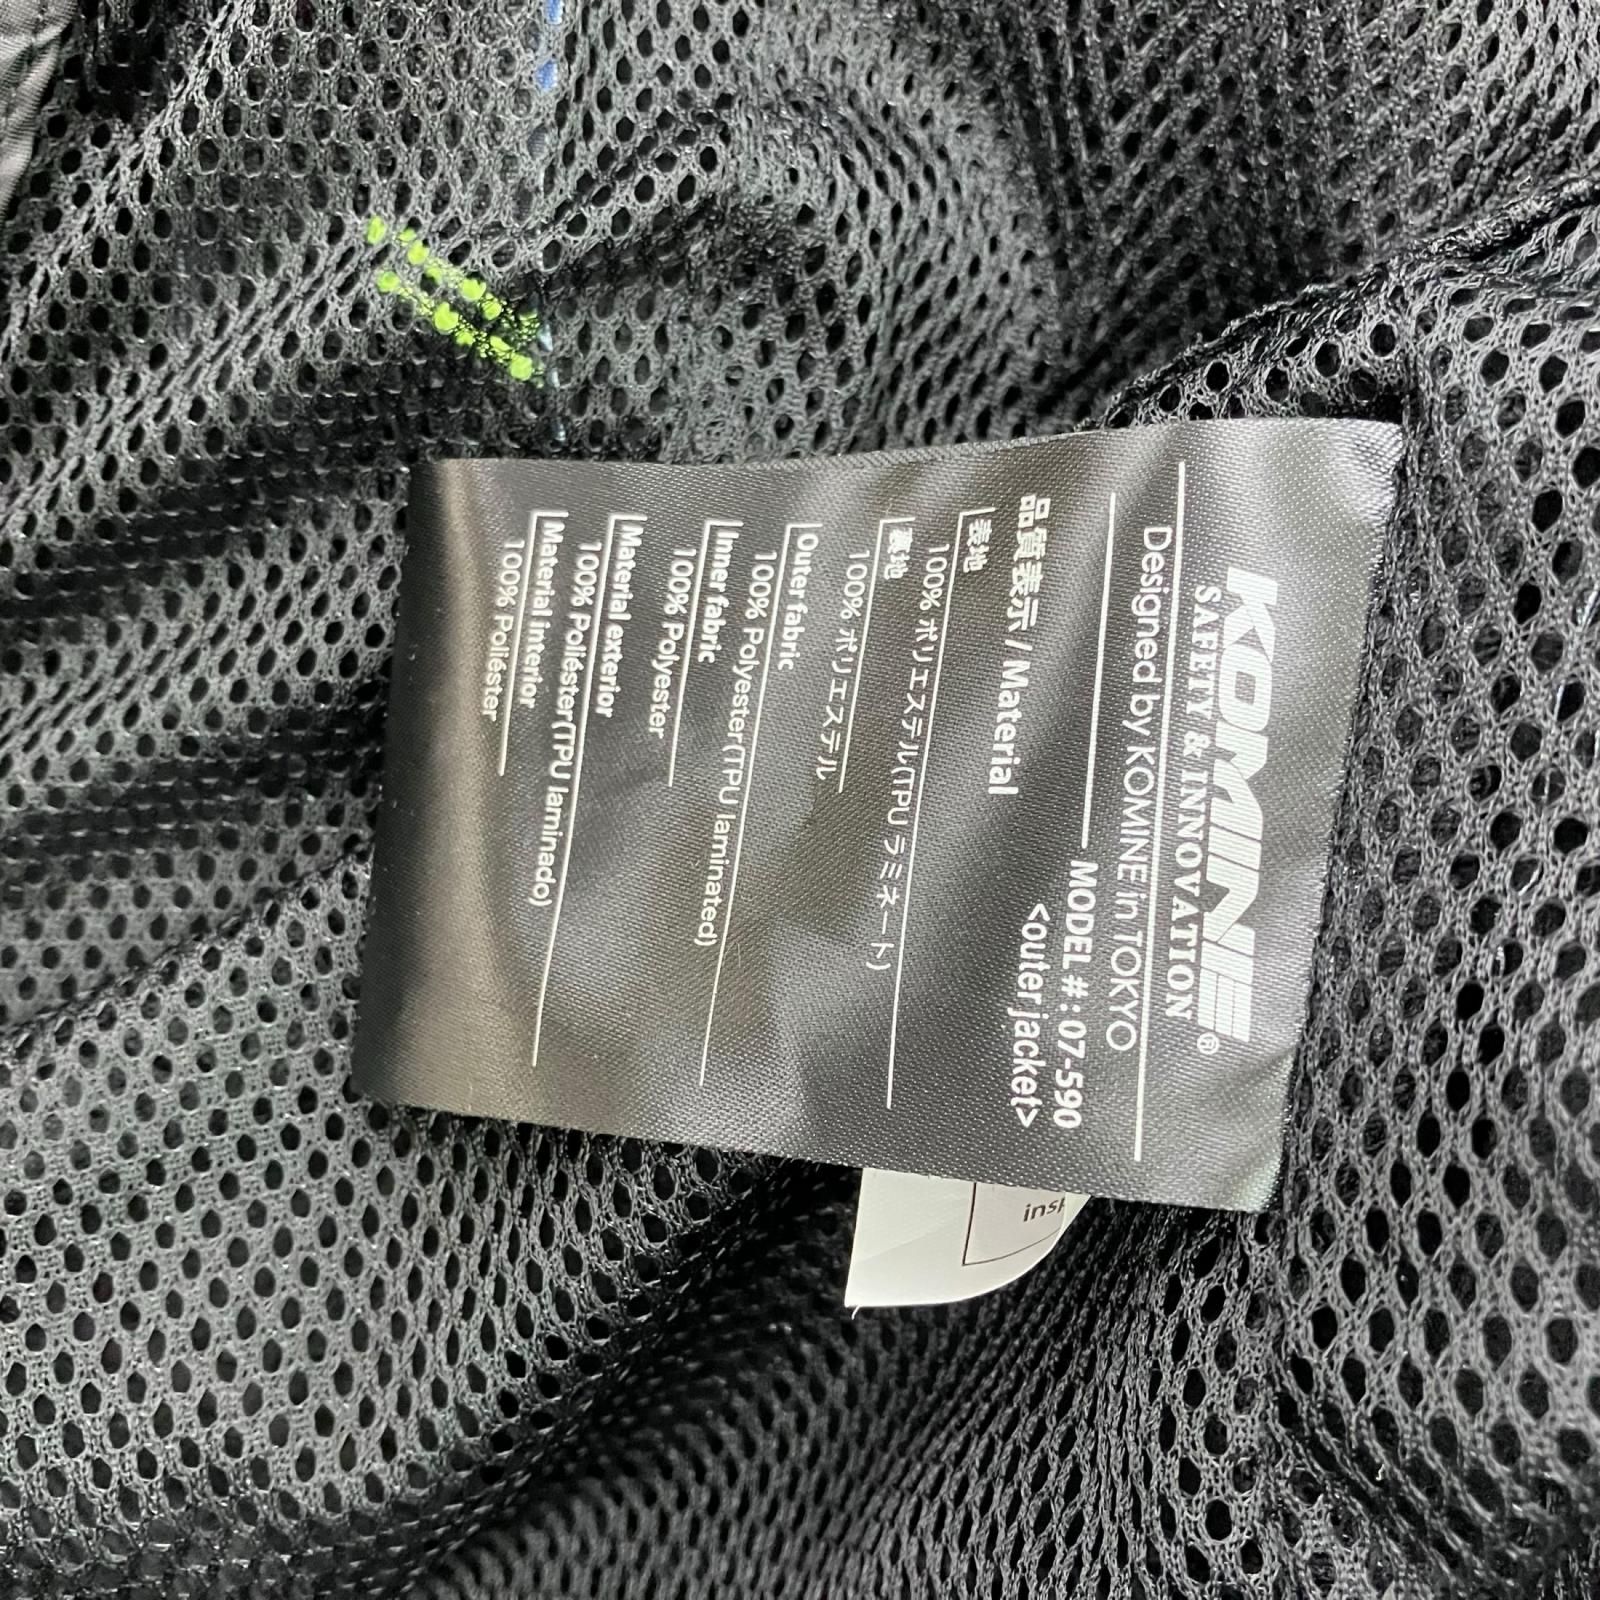 KOMINE®
SAFETY & INNOVATION
Designed by KOMINE in TOKYO
MODEL # : 07-590
<outer jacket>
品質表示 / Material
表地
100% ポリエステル(TPU ラミネート)
裏地
100% ポリエステル
Outer fabric
100% Polyester(TPU laminated)
Inner fabric
100% Polyester
Material exterior
100% Poliéster(TPU laminado)
Material interior
100% Poliéster